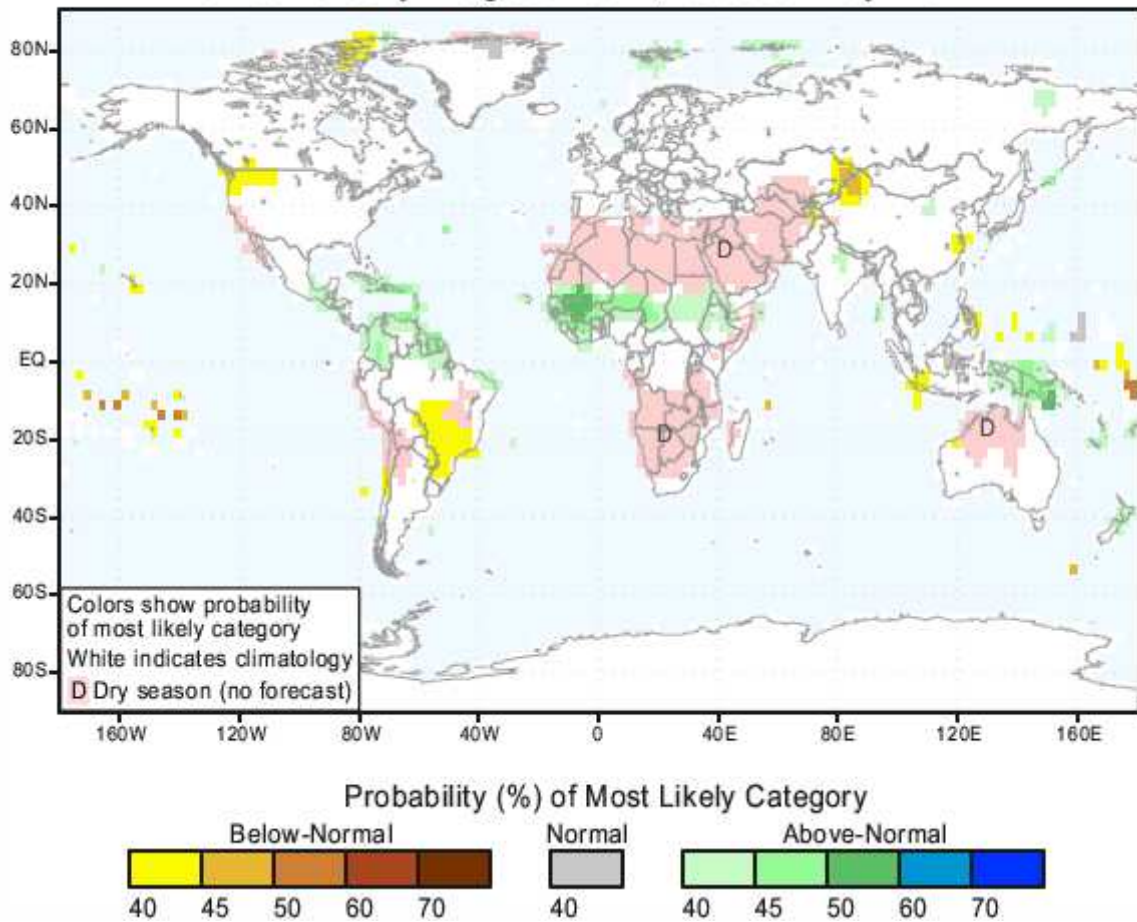 80N
60N
40N
20N
EQ
20S
40S
60S
80S
D
D
D
Colors show probability
of most likely category
White indicates climatology
D Dry season (no forecast)
160W 120W 80W 40W 0 40E 80E 120E 160E
Probability (%) of Most Likely Category
Below-Normal Normal Above-Normal
40 45 50 60 70 40 40 45 50 60 70